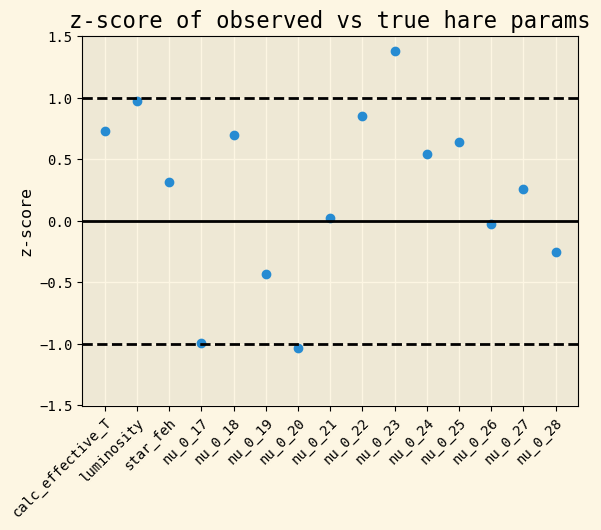 z-score of observed vs true hare params
z-score
1.5
1.0
0.5
0.0
−0.5
−1.0
−1.5
calc_effective_T
luminosity
star_feh
nu_0_17
nu_0_18
nu_0_19
nu_0_20
nu_0_21
nu_0_22
nu_0_23
nu_0_24
nu_0_25
nu_0_26
nu_0_27
nu_0_28